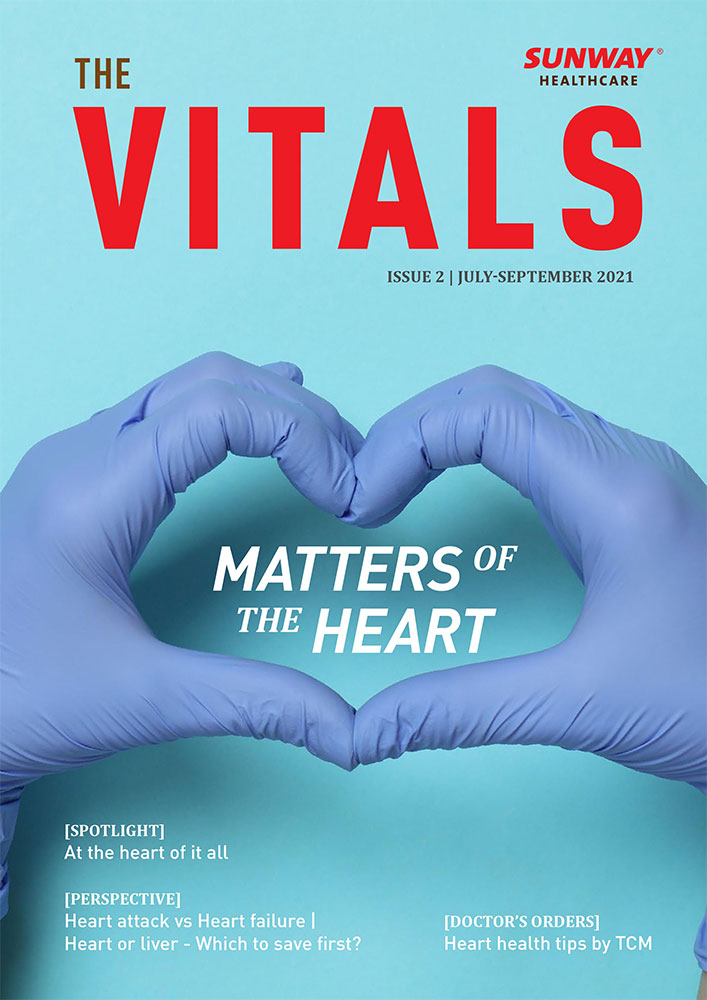 THE
SUNWAY®
HEALTHCARE
VITALS
ISSUE 2 | JULY-SEPTEMBER 2021
MATTERS OF
THE HEART
[SPOTLIGHT]
At the heart of it all
[PERSPECTIVE]
Heart attack vs Heart failure |
Heart or liver - Which to save first?
[DOCTOR'S ORDERS]
Heart health tips by TCM